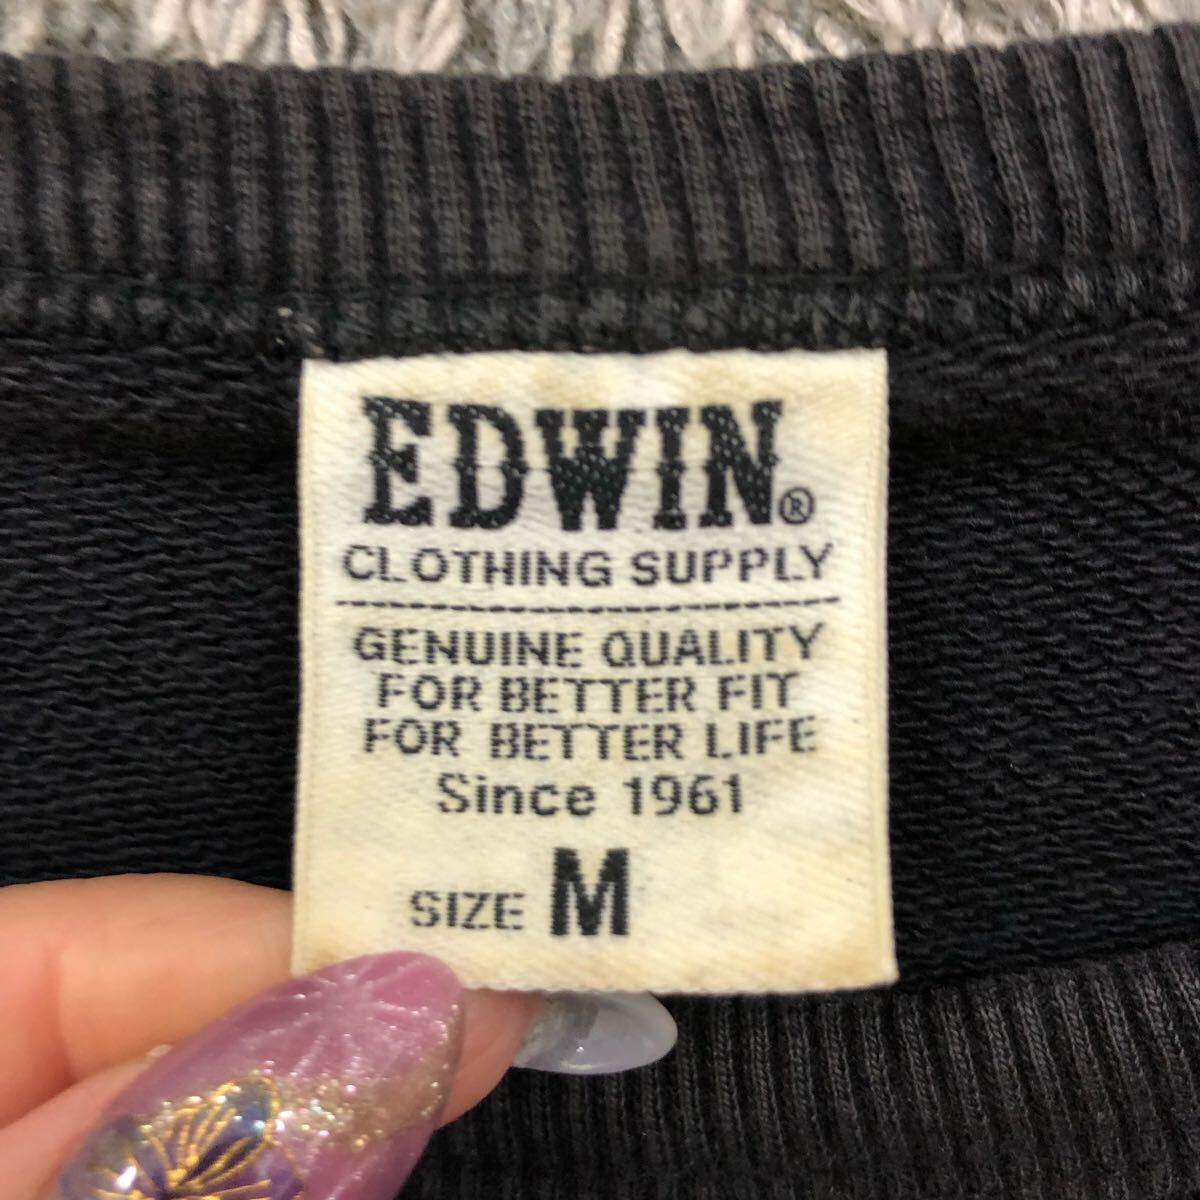 EDWIN®
CLOTHING SUPPLY
GENUINE QUALITY
FOR BETTER FIT
FOR BETTER LIFE
Since 1961
SIZE M